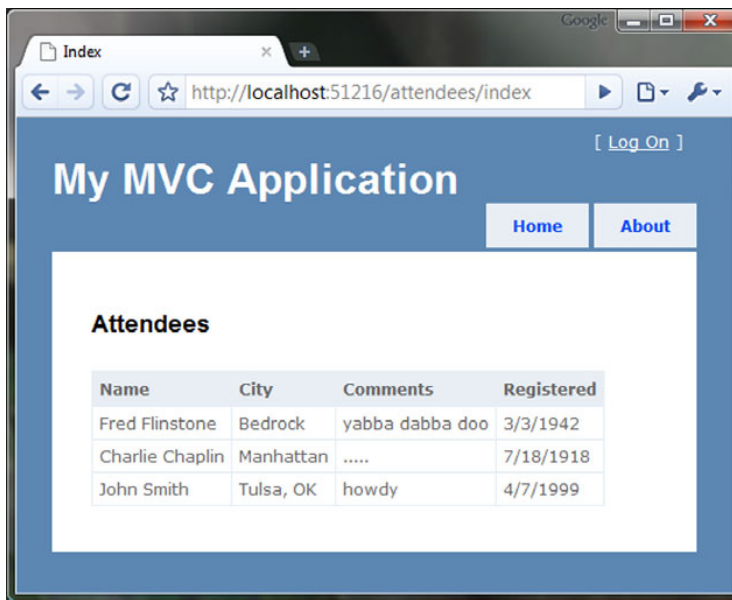 Google
Index
http://localhost:51216/attendees/index
[ Log On ]
My MVC Application
Home About
Attendees
Name City Comments Registered
Fred Flinstone Bedrock yabba dabba doo 3/3/1942
Charlie Chaplin Manhattan ..... 7/18/1918
John Smith Tulsa, OK howdy 4/7/1999